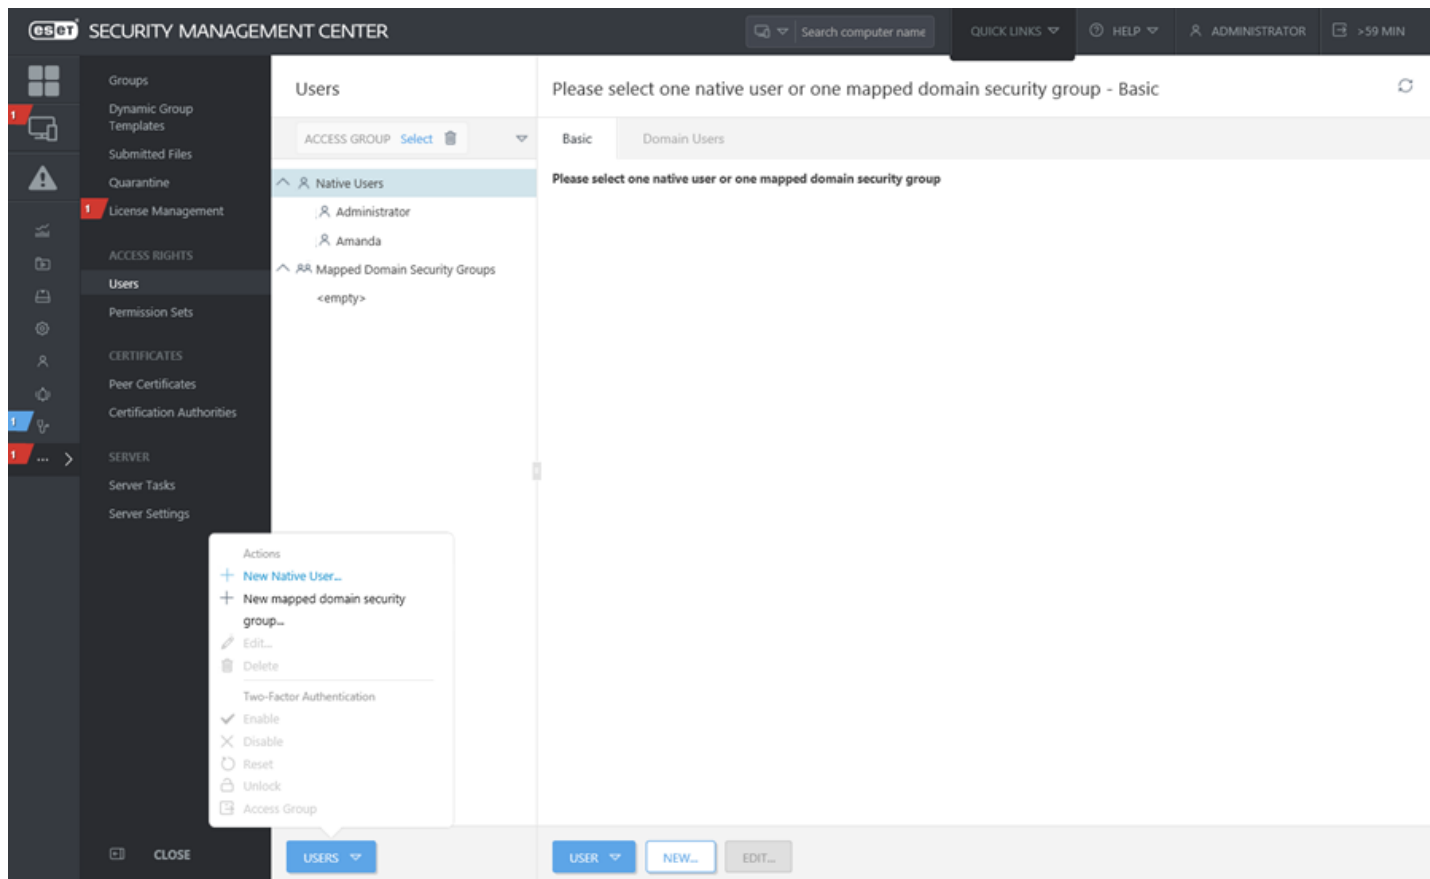 eset SECURITY MANAGEMENT CENTER
Search computer name
QUICK LINKS
HELP
ADMINISTRATOR
>59 MIN
1
1
1
1
Groups
Dynamic Group
Templates
Submitted Files
Quarantine
License Management
ACCESS RIGHTS
Users
Permission Sets
CERTIFICATES
Peer Certificates
Certification Authorities
SERVER
Server Tasks
Server Settings
CLOSE
Users
ACCESS GROUP Select
Native Users
Administrator
Amanda
Mapped Domain Security Groups
<empty>
Actions
New Native User...
New mapped domain security
group...
Edit...
Delete
Two-Factor Authentication
Enable
Disable
Reset
Unlock
Access Group
USERS
Please select one native user or one mapped domain security group - Basic
Basic
Domain Users
Please select one native user or one mapped domain security group
USER
NEW...
EDIT...